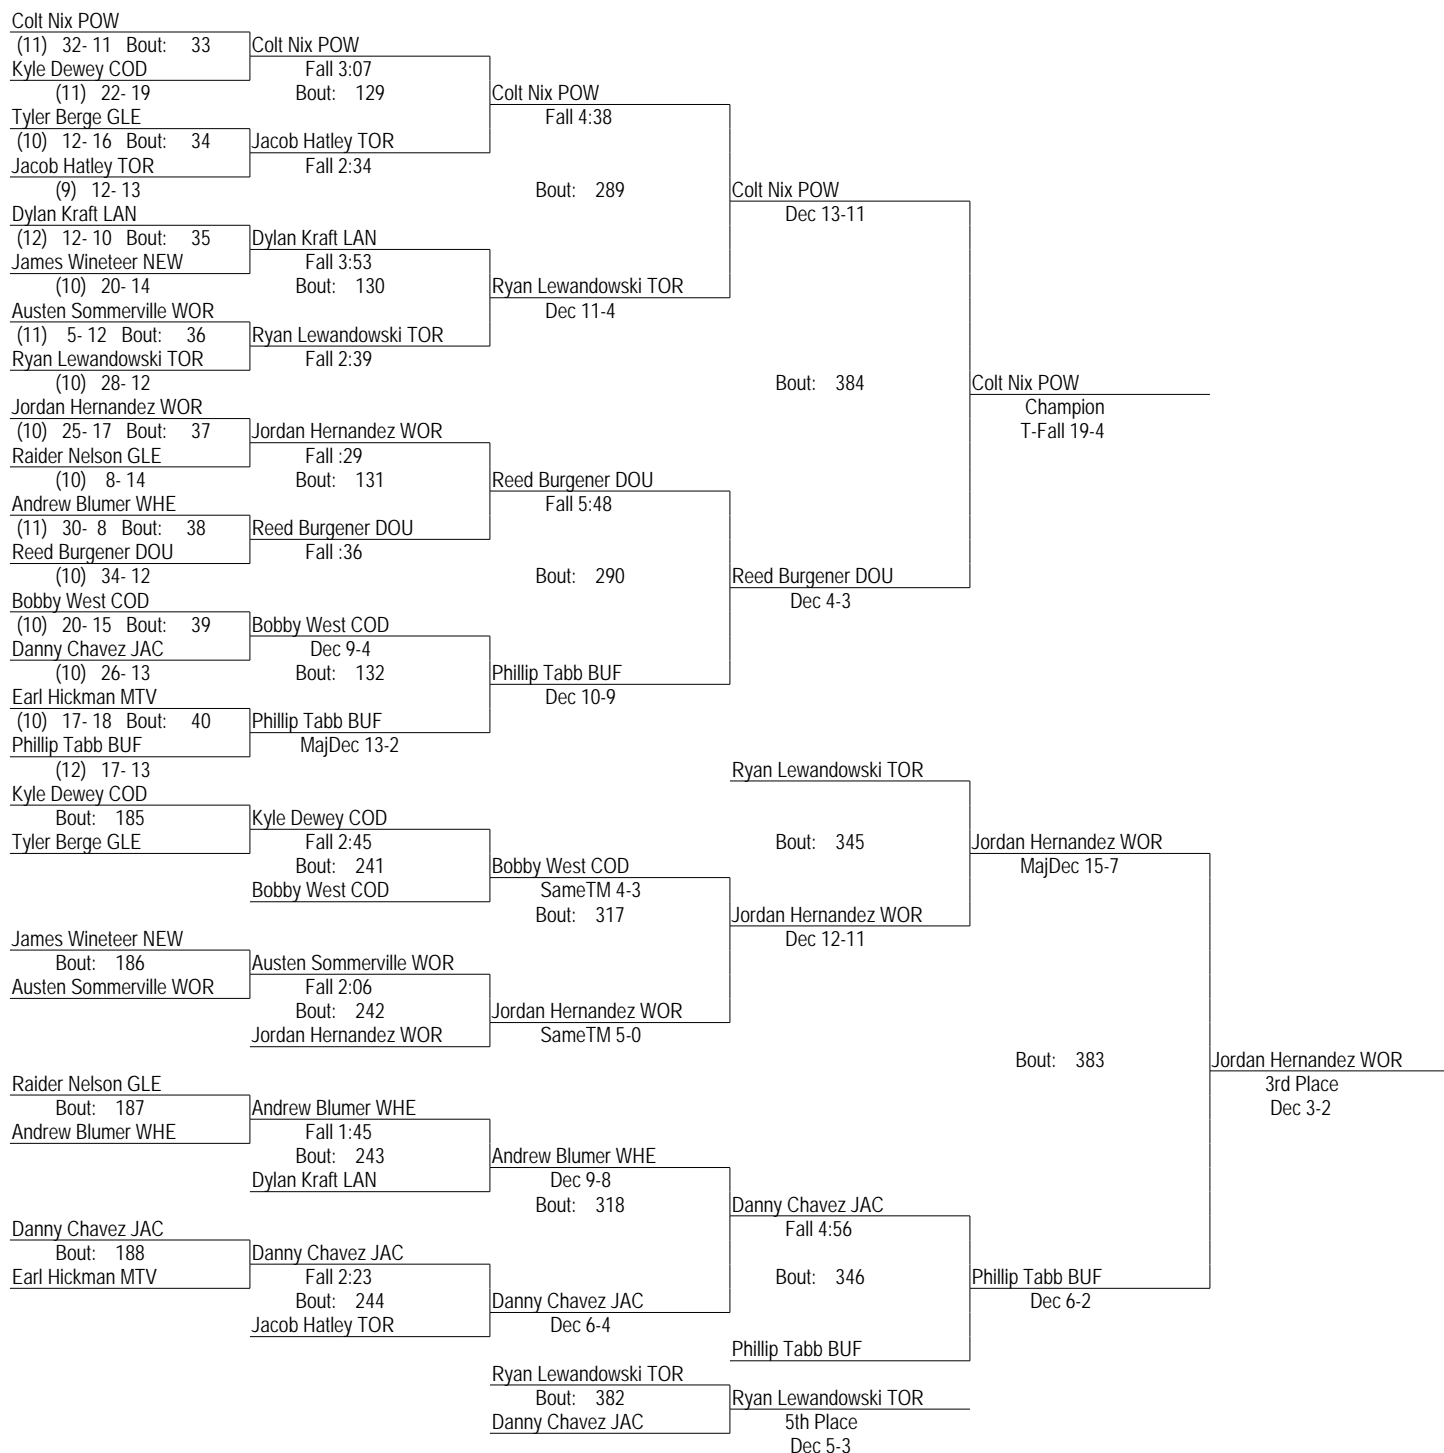 Colt Nix POW
(11) 32- 11 Bout: 33 Colt Nix POW
Kyle Dewey COD Fall 3:07
(11) 22- 19 Bout: 129 Colt Nix POW
Tyler Berge GLE Fall 4:38
(10) 12- 16 Bout: 34 Jacob Hatley TOR
Jacob Hatley TOR Fall 2:34
(9) 12- 13 Bout: 289 Colt Nix POW
Dylan Kraft LAN Dec 13-11
(12) 12- 10 Bout: 35 Dylan Kraft LAN
James Wineteer NEW Fall 3:53
(10) 20- 14 Bout: 130 Ryan Lewandowski TOR
Austen Sommerville WOR Dec 11-4
(11) 5- 12 Bout: 36 Ryan Lewandowski TOR
Ryan Lewandowski TOR Fall 2:39
(10) 28- 12 Bout: 384 Colt Nix POW
Jordan Hernandez WOR Champion
(10) 25- 17 Bout: 37 Jordan Hernandez WOR T-Fall 19-4
Raider Nelson GLE Fall :29
(10) 8- 14 Bout: 131 Reed Burgener DOU
Andrew Blumer WHE Fall 5:48
(11) 30- 8 Bout: 38 Reed Burgener DOU
Reed Burgener DOU Fall :36
(10) 34- 12 Bout: 290 Reed Burgener DOU
Bobby West COD Dec 4-3
(10) 20- 15 Bout: 39 Bobby West COD
Danny Chavez JAC Dec 9-4
(10) 26- 13 Bout: 132 Phillip Tabb BUF
Earl Hickman MTV Dec 10-9
(10) 17- 18 Bout: 40 Phillip Tabb BUF
Phillip Tabb BUF MajDec 13-2
(12) 17- 13 Ryan Lewandowski TOR
Kyle Dewey COD
Bout: 185 Kyle Dewey COD
Tyler Berge GLE Fall 2:45 Bout: 345 Jordan Hernandez WOR
Bout: 241 Bobby West COD MajDec 15-7
Bobby West COD SameTM 4-3
Bout: 317 Jordan Hernandez WOR
James Wineteer NEW Dec 12-11
Bout: 186 Austen Sommerville WOR
Austen Sommerville WOR Fall 2:06
Bout: 242 Jordan Hernandez WOR
Jordan Hernandez WOR SameTM 5-0
Bout: 383 Jordan Hernandez WOR
Raider Nelson GLE 3rd Place
Bout: 187 Andrew Blumer WHE Dec 3-2
Andrew Blumer WHE Fall 1:45
Bout: 243 Andrew Blumer WHE
Dylan Kraft LAN Dec 9-8
Bout: 318 Danny Chavez JAC
Danny Chavez JAC Fall 4:56
Bout: 188 Danny Chavez JAC
Earl Hickman MTV Fall 2:23 Bout: 346 Phillip Tabb BUF
Bout: 244 Danny Chavez JAC Dec 6-2
Jacob Hatley TOR Dec 6-4
Phillip Tabb BUF
Ryan Lewandowski TOR
Bout: 382 Ryan Lewandowski TOR
Danny Chavez JAC 5th Place
Dec 5-3